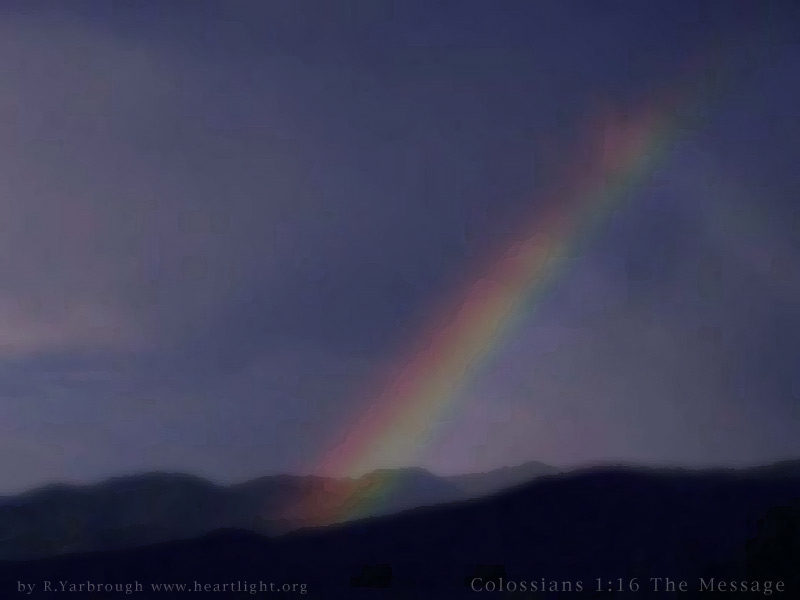 by R.Yarbrough www.heartlight.org
Colossians 1:16 The Message